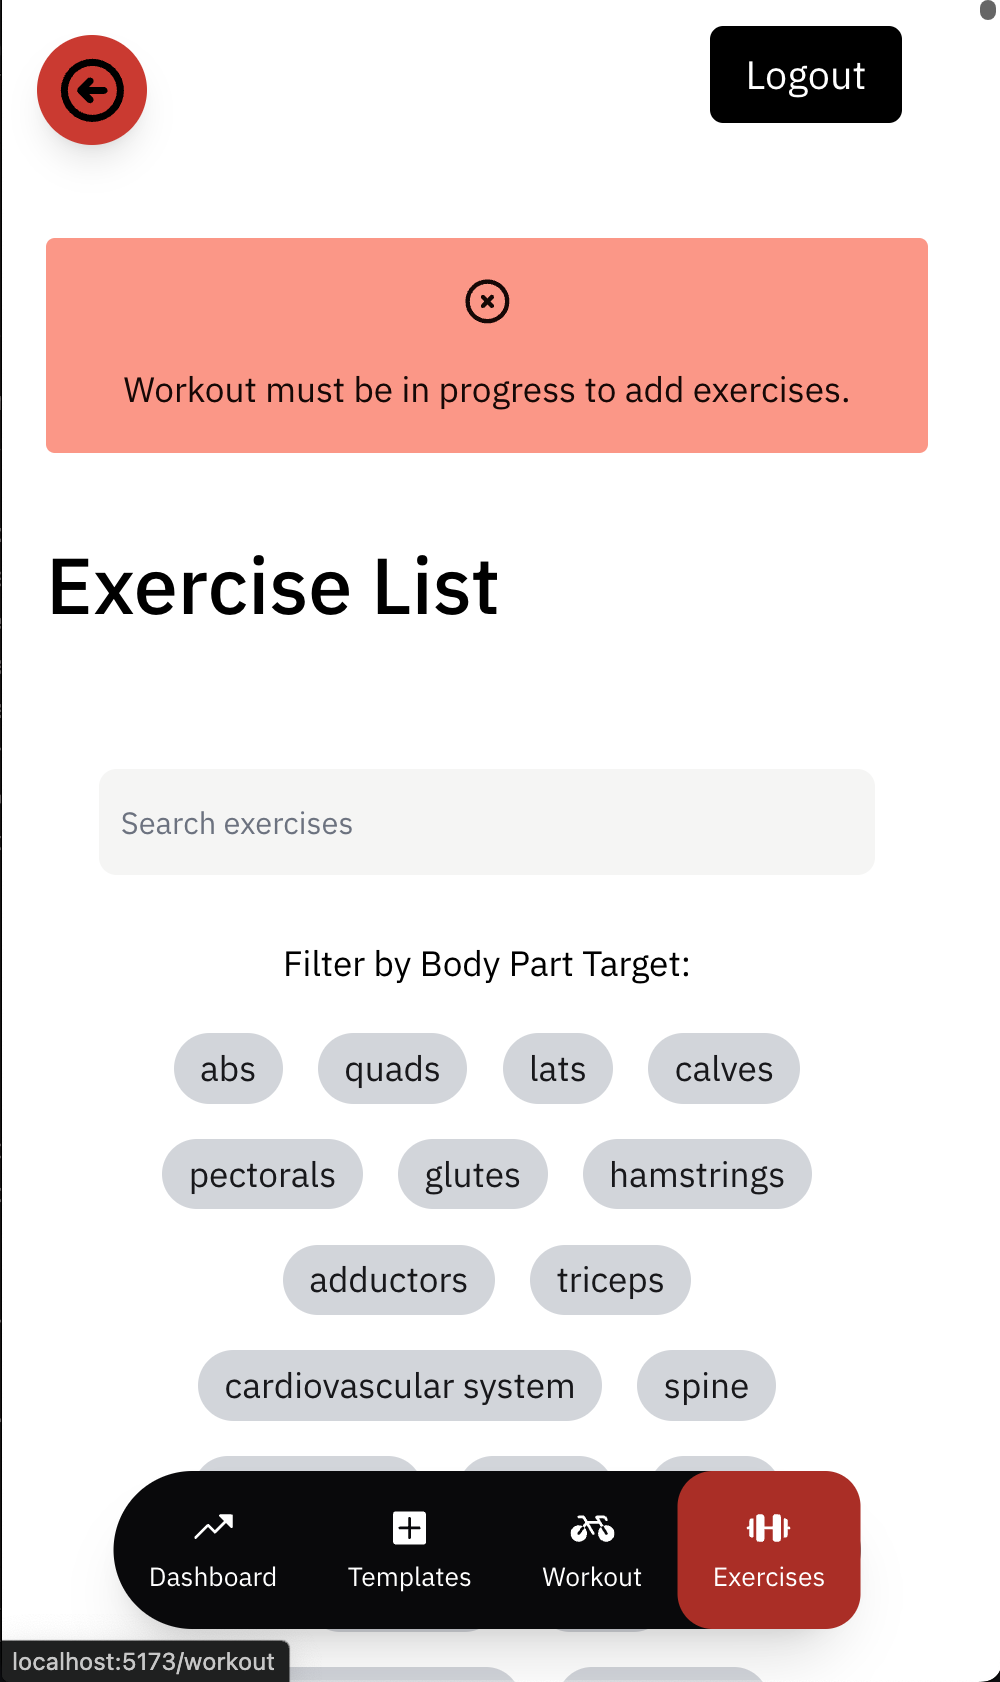 Logout
Workout must be in progress to add exercises.
Exercise List
Search exercises
Filter by Body Part Target:
abs quads lats calves
pectorals glutes hamstrings
adductors triceps
cardiovascular system spine
Dashboard Templates Workout Exercises
localhost:5173/workout